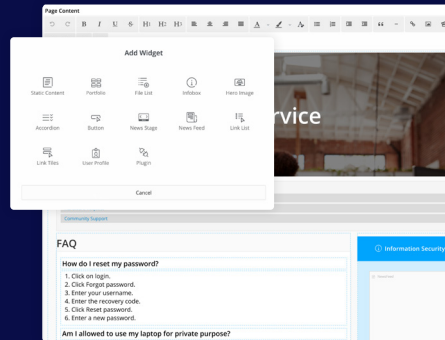 Page Content
B I U S H1 H2 H3 A
Add Widget
Static Content Portfolio File List Infobox Hero Image
Accordion Button News Stage News Feed Link List
Link Tiles User Profile Plugin
Cancel
rvice
Community Support
FAQ
Information Security
How do I reset my password?
1. Click on login.
2. Click Forgot password.
3. Enter your username.
4. Enter the recovery code.
5. Click Reset password.
6. Enter a new password.
Am I allowed to use my laptop for private purpose?